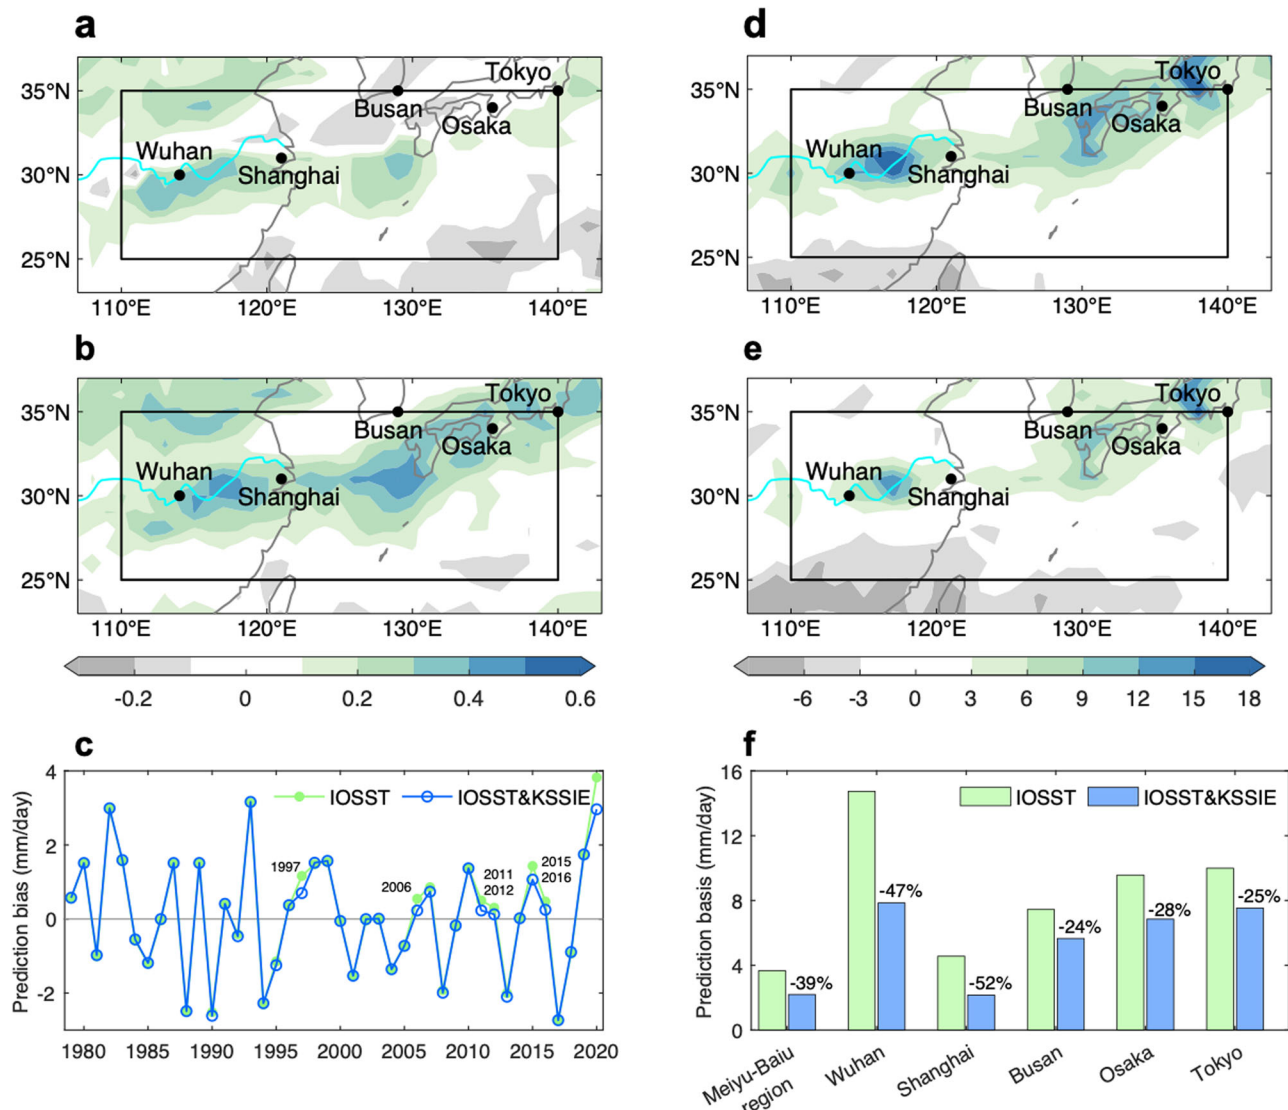 a
35°N
30°N
25°N
Tokyo
Busan
Osaka
Wuhan
Shanghai
110°E 120°E 130°E 140°E
b
35°N
30°N
25°N
Tokyo
Busan
Osaka
Wuhan
Shanghai
110°E 120°E 130°E 140°E
-0.2 0 0.2 0.4 0.6
c
Prediction bias (mm/day)
4
2
0
-2
IOSST IOSST&KSSIE
1997
2006
2011
2012
2015
2016
1980 1985 1990 1995 2000 2005 2010 2015 2020
d
35°N
30°N
25°N
Tokyo
Busan
Osaka
Wuhan
Shanghai
110°E 120°E 130°E 140°E
e
35°N
30°N
25°N
Tokyo
Busan
Osaka
Wuhan
Shanghai
110°E 120°E 130°E 140°E
-6 -3 0 3 6 9 12 15 18
f
Prediction basis (mm/day)
16
12
8
4
0
IOSST IOSST&KSSIE
-39%
-47%
-52%
-24%
-28%
-25%
Meiyu-Baiu
region
Wuhan
Shanghai
Busan
Osaka
Tokyo